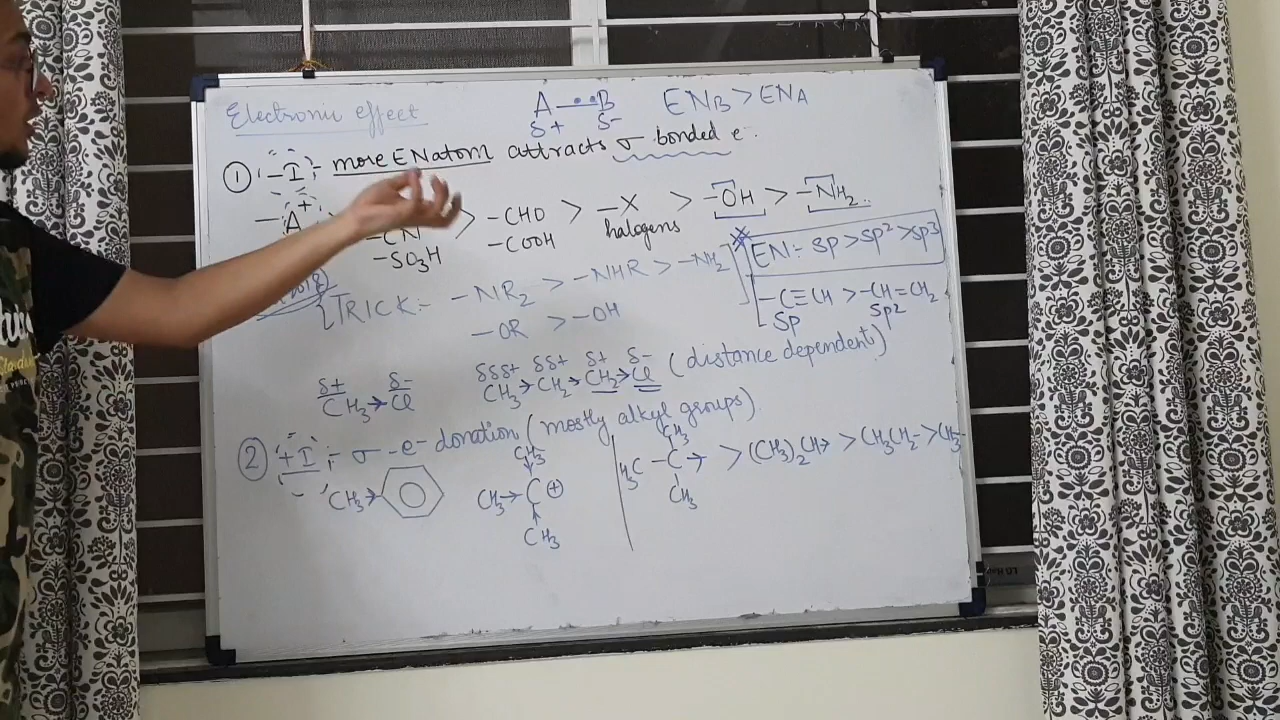 Electronic effect
A—••B ENB > ENA
δ+ δ-
① -I :- more EN atom attracts σ bonded e-
-A+ > -CN > -CHO > -X > -OH > -NH2
-SO3H -COOH halogens
EN:- sp > sp2 > sp3
{TRICK:- -NR2 > -NHR > -NH2
-OR > -OH
-C≡CH > -CH=CH2
sp sp2
δ+ δ-
CH3→Cl
δδδ+ δδ+ δ+ δ-
CH3→CH2→CH2→Cl (distance dependent)
② +I :- σ-e- donation (mostly alkyl groups)
CH3→
CH3
CH3→C⊕
CH3
CH3
H3C-C→ > (CH3)2CH→ > CH3CH2- > CH3-
CH3